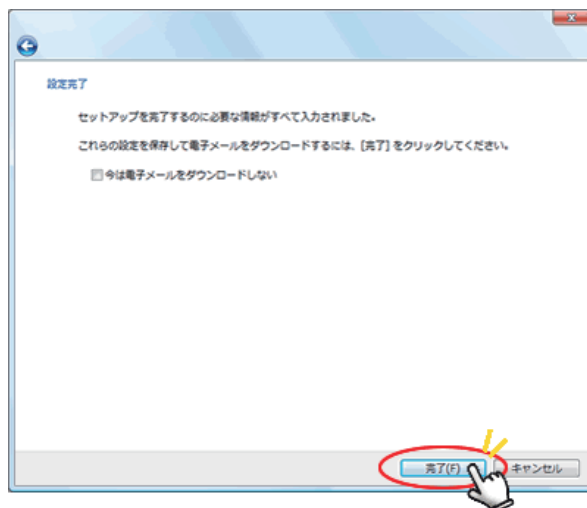 設定完了
セットアップを完了するのに必要な情報がすべて入力されました。
これらの設定を保存して電子メールをダウンロードするには、[完了] をクリックしてください。
今は電子メールをダウンロードしない
完了(F)
キャンセル